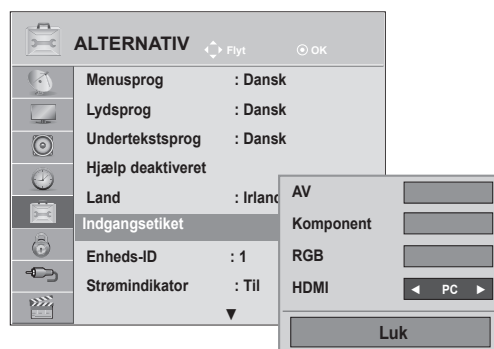 ALTERNATIV Flyt OK
Menusprog : Dansk
Lydsprog : Dansk
Undertekstsprog : Dansk
Hjælp deaktiveret
Land : Irland
Indgangsetiket
Enheds-ID : 1
Strømindikator : Til
▼
AV
Komponent
RGB
HDMI ◄ PC ►
Luk